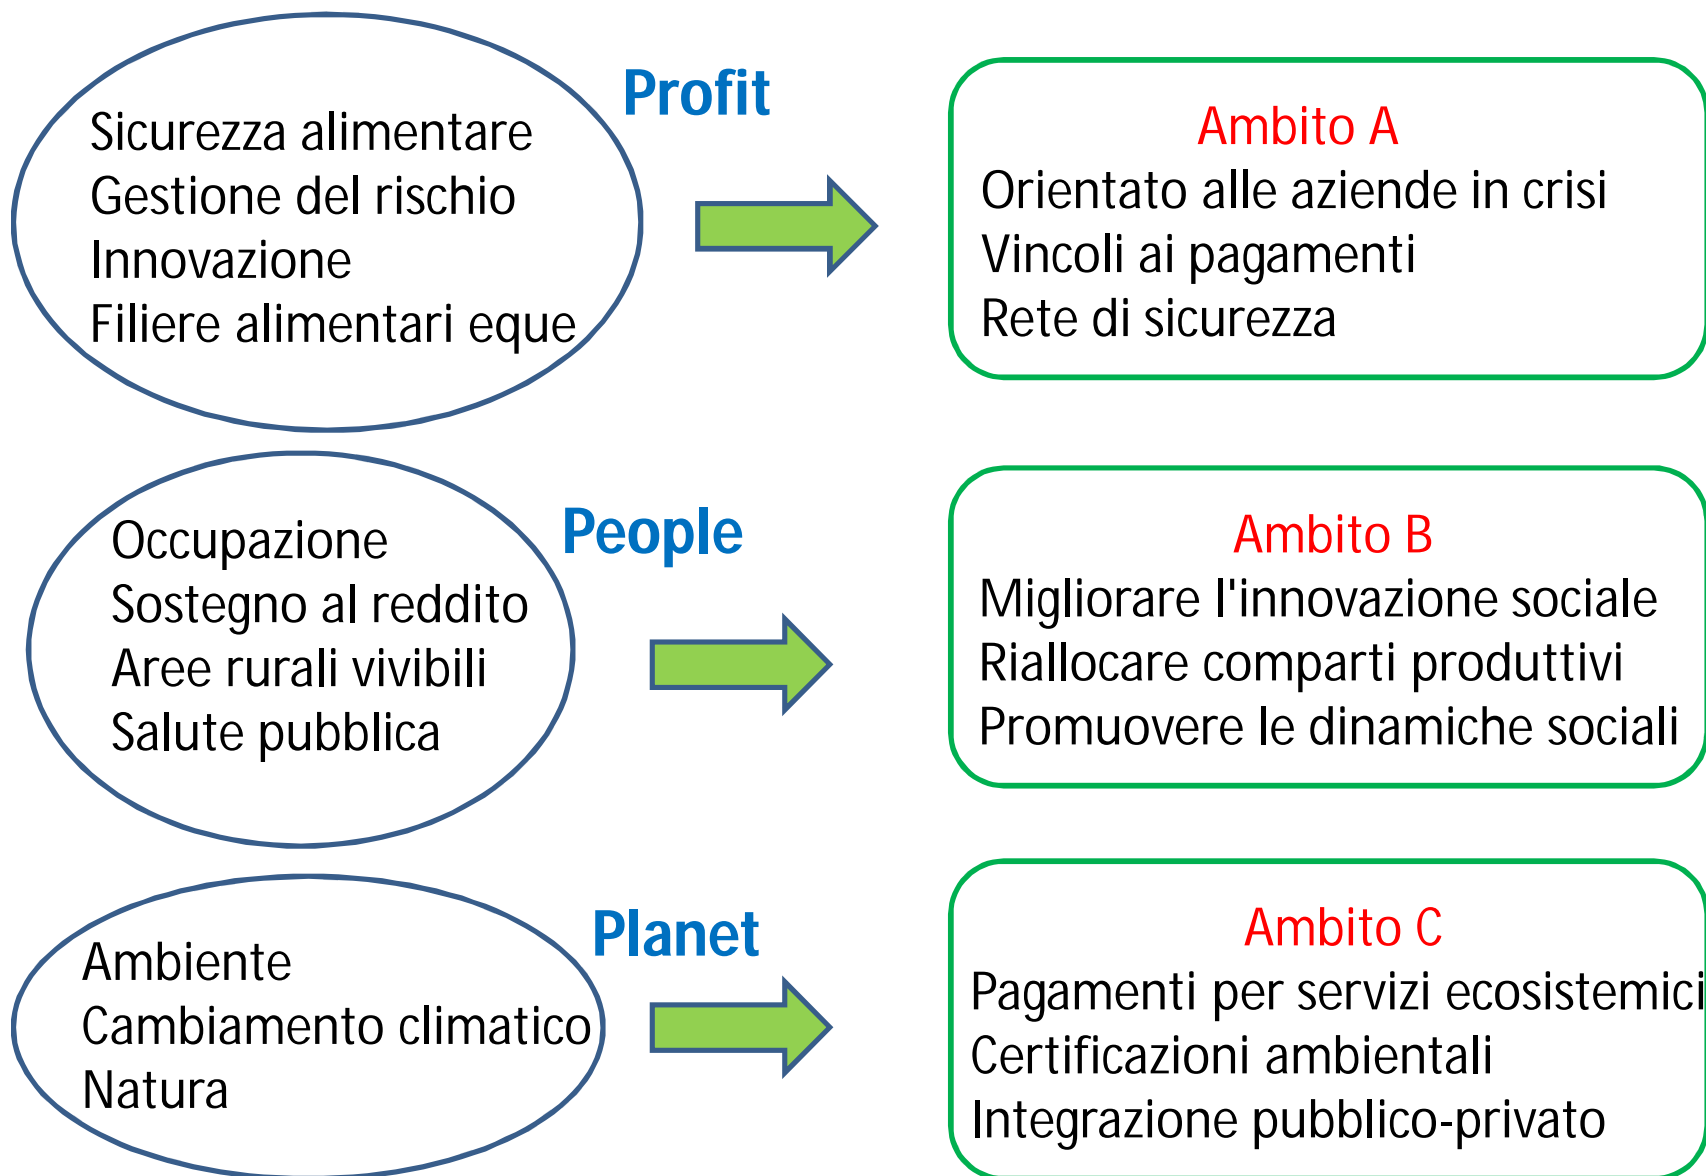 Profit
Sicurezza alimentare
Gestione del rischio
Innovazione
Filiere alimentari eque
Ambito A
Orientato alle aziende in crisi
Vincoli ai pagamenti
Rete di sicurezza
People
Occupazione
Sostegno al reddito
Aree rurali vivibili
Salute pubblica
Ambito B
Migliorare l'innovazione sociale
Riallocare comparti produttivi
Promuovere le dinamiche sociali
Planet
Ambiente
Cambiamento climatico
Natura
Ambito C
Pagamenti per servizi ecosistemici
Certificazioni ambientali
Integrazione pubblico-privato